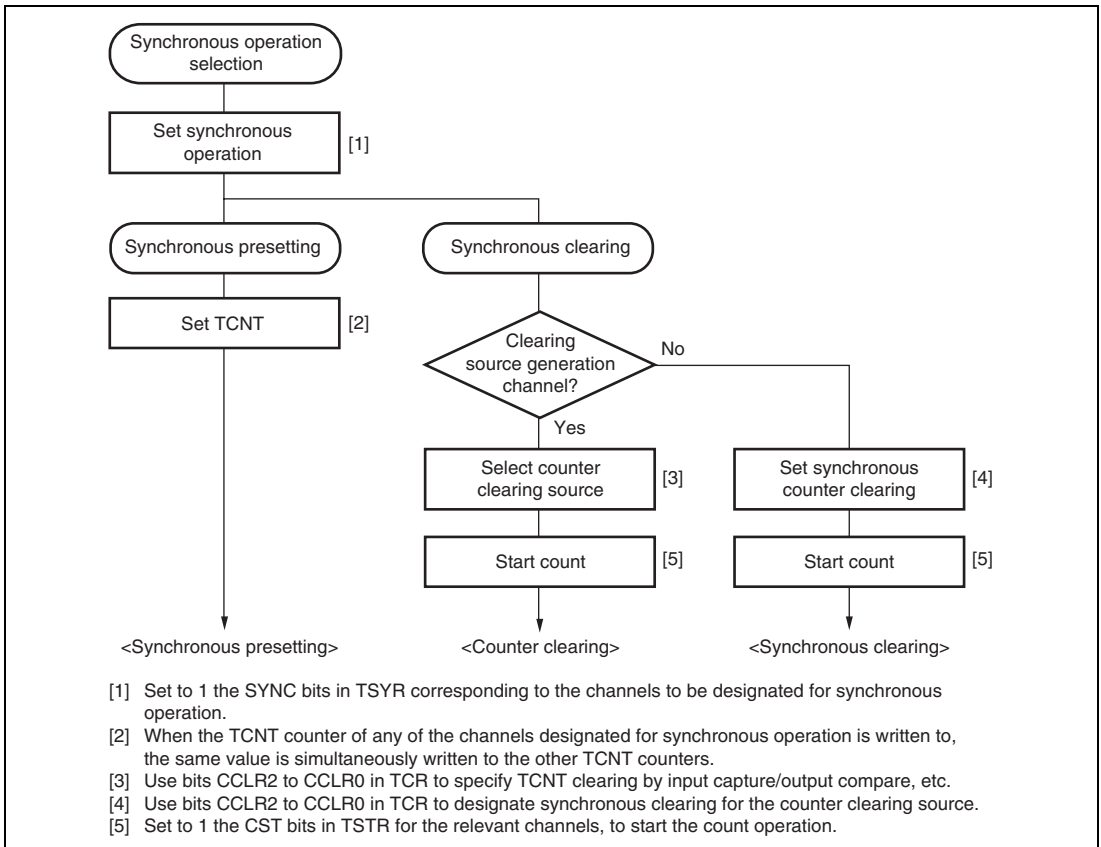 Synchronous operation
selection
Set synchronous
operation
[1]
Synchronous presetting
Synchronous clearing
Set TCNT
[2]
Clearing
source generation
channel?
No
Yes
Select counter
clearing source
[3]
Set synchronous
counter clearing
[4]
Start count
[5]
Start count
[5]
<Synchronous presetting>
<Counter clearing>
<Synchronous clearing>
[1] Set to 1 the SYNC bits in TSYR corresponding to the channels to be designated for synchronous
operation.
[2] When the TCNT counter of any of the channels designated for synchronous operation is written to,
the same value is simultaneously written to the other TCNT counters.
[3] Use bits CCLR2 to CCLR0 in TCR to specify TCNT clearing by input capture/output compare, etc.
[4] Use bits CCLR2 to CCLR0 in TCR to designate synchronous clearing for the counter clearing source.
[5] Set to 1 the CST bits in TSTR for the relevant channels, to start the count operation.